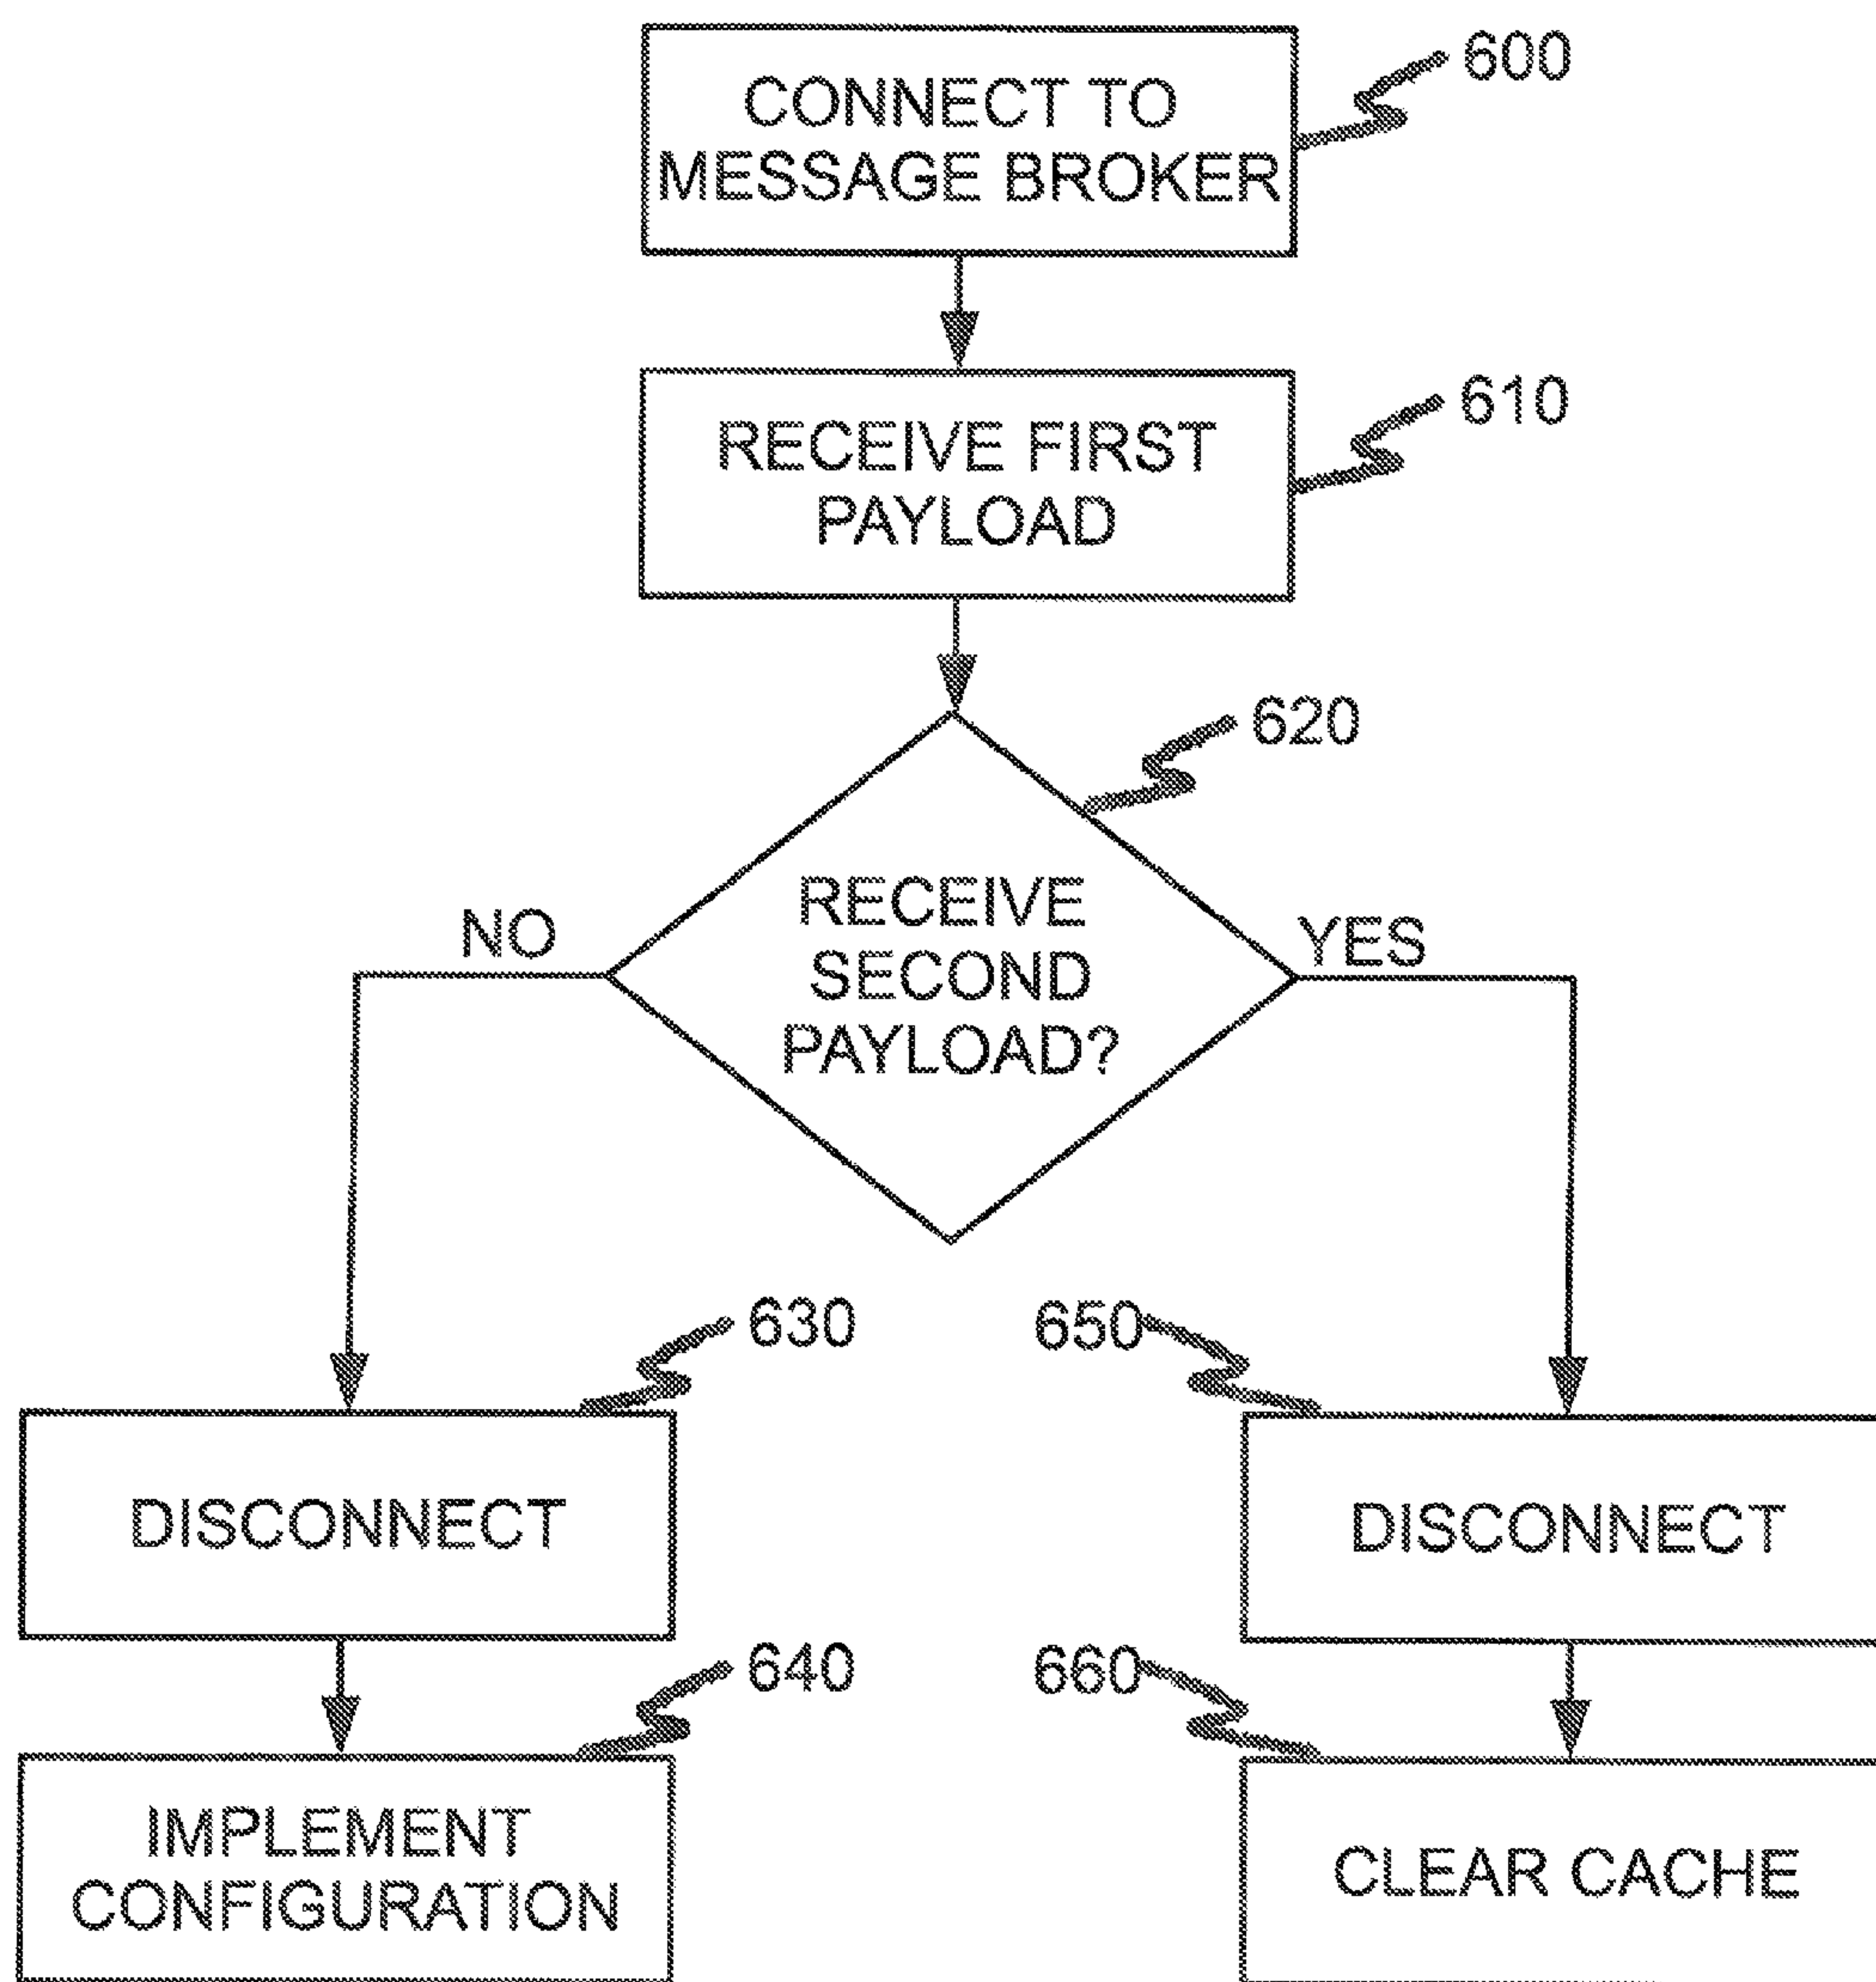 CONNECT TO
MESSAGE BROKER
600
RECEIVE FIRST
PAYLOAD
610
620
RECEIVE
SECOND
PAYLOAD?
NO
YES
630
650
DISCONNECT
DISCONNECT
640
660
IMPLEMENT
CONFIGURATION
CLEAR CACHE